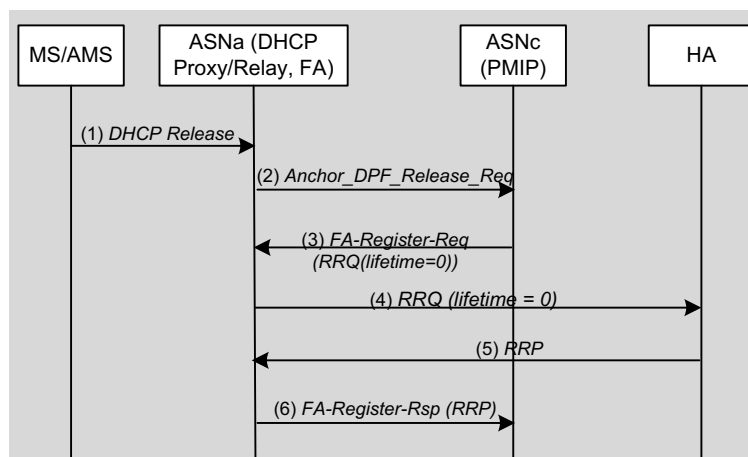 MS/AMS
ASNa (DHCP
Proxy/Relay, FA)
ASNc
(PMIP)
HA
(1) DHCP Release
(2) Anchor_DPF_Release_Req
(3) FA-Register-Req
(RRQ(lifetime=0))
(4) RRQ (lifetime = 0)
(5) RRP
(6) FA-Register-Rsp (RRP)